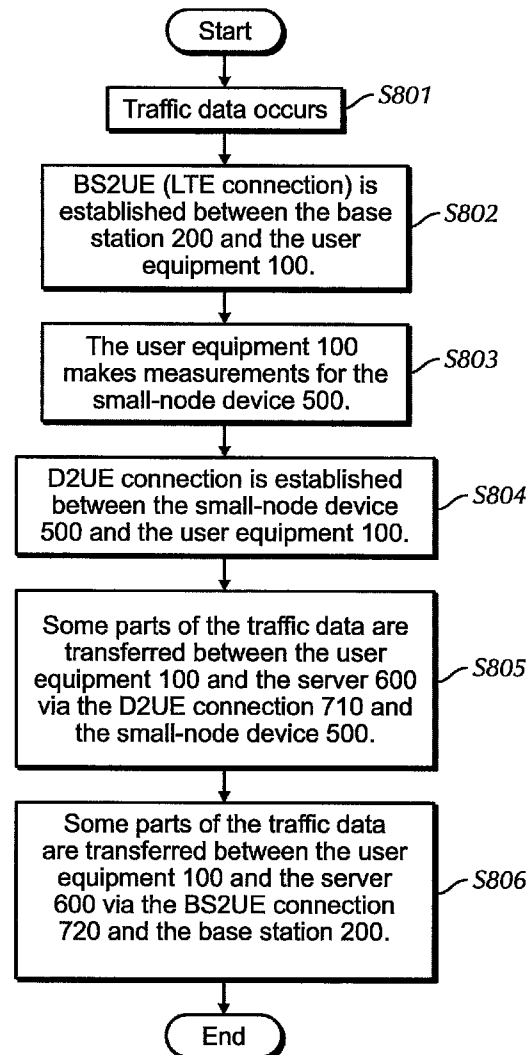 Start
Traffic data occurs
S801
BS2UE (LTE connection) is
established between the base
station 200 and the user
equipment 100.
S802
The user equipment 100
makes measurements for the
small-node device 500.
S803
D2UE connection is established
between the small-node device
500 and the user equipment 100.
S804
Some parts of the traffic data are
transferred between the user
equipment 100 and the server 600
via the D2UE connection 710 and
the small-node device 500.
S805
Some parts of the traffic data
are transferred between the user
equipment 100 and the server
600 via the BS2UE connection
720 and the base station 200.
S806
End